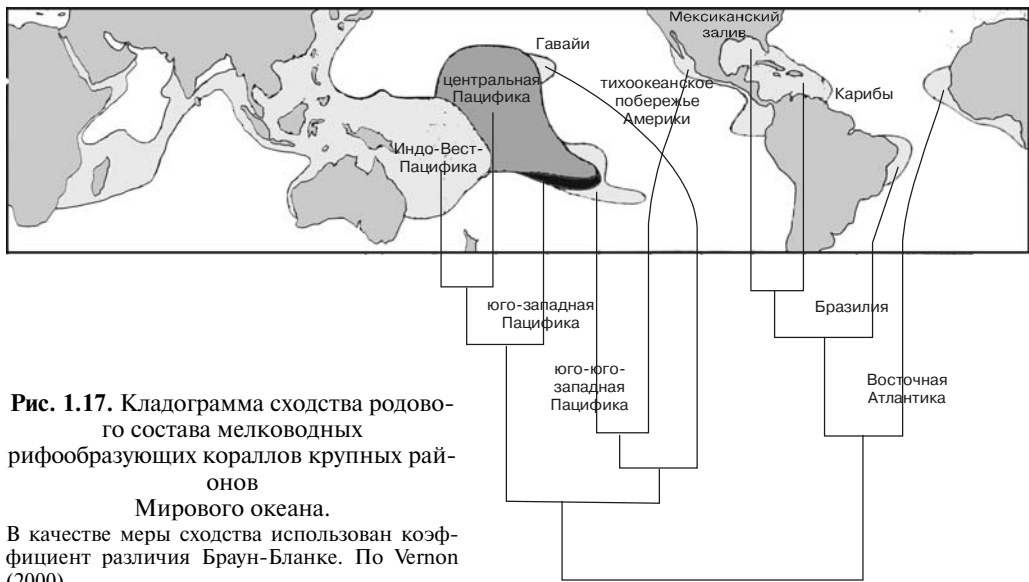 Мексиканский
залив
Гавайи
центральная
Пацифика
тихоокеанское
побережье
Америки
Карибы
Индо-Вест-
Пацифика
юго-западная
Пацифика
Бразилия
юго-юго-
западная
Пацифика
Восточная
Атлантика
Рис. 1.17. Кладограмма сходства родово-
го состава мелководных
рифообразующих кораллов крупных рай-
онов
Мирового океана.
В качестве меры сходства использован коэф-
фициент различия Браун-Бланке. По Vernon
(2000)